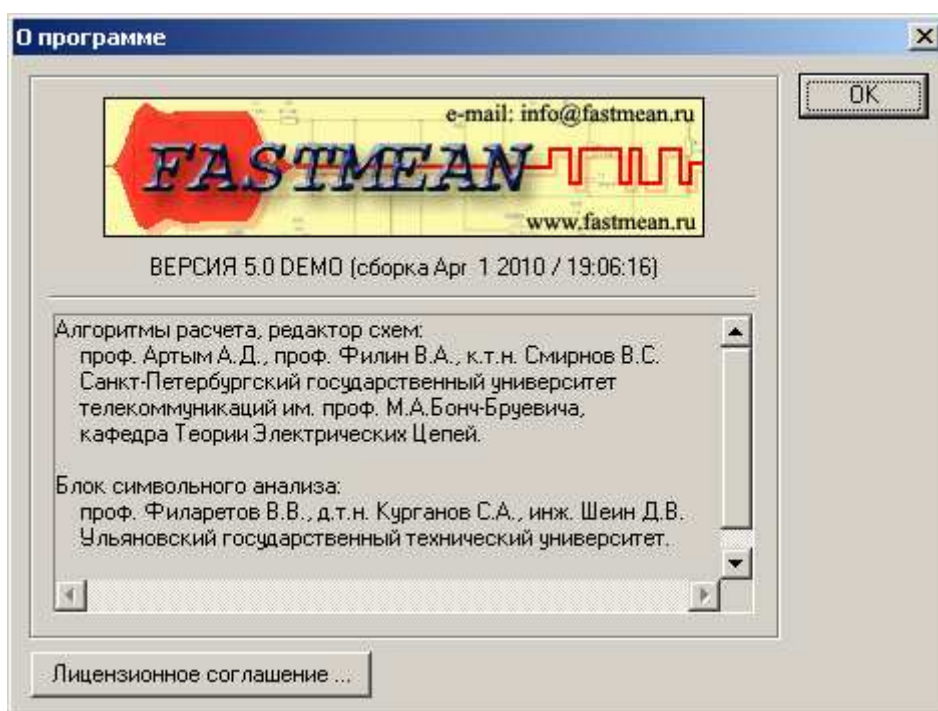 О программе
OK
e-mail: info@fastmean.ru
FASTMEAN
www.fastmean.ru
ВЕРСИЯ 5.0 DEMO (сборка Apr 1 2010 / 19:06:16)
Алгоритмы расчета, редактор схем:
проф. Артым А.Д., проф. Филин В.А., к.т.н. Смирнов В.С.
Санкт-Петербургский государственный университет
телекоммуникаций им. проф. М.А.Бонч-Бруевича,
кафедра Теории Электрических Цепей.
Блок символьного анализа:
проф. Филаретов В.В., д.т.н. Курганов С.А., инж. Шеин Д.В.
Ульяновский государственный технический университет.
Лицензионное соглашение ...